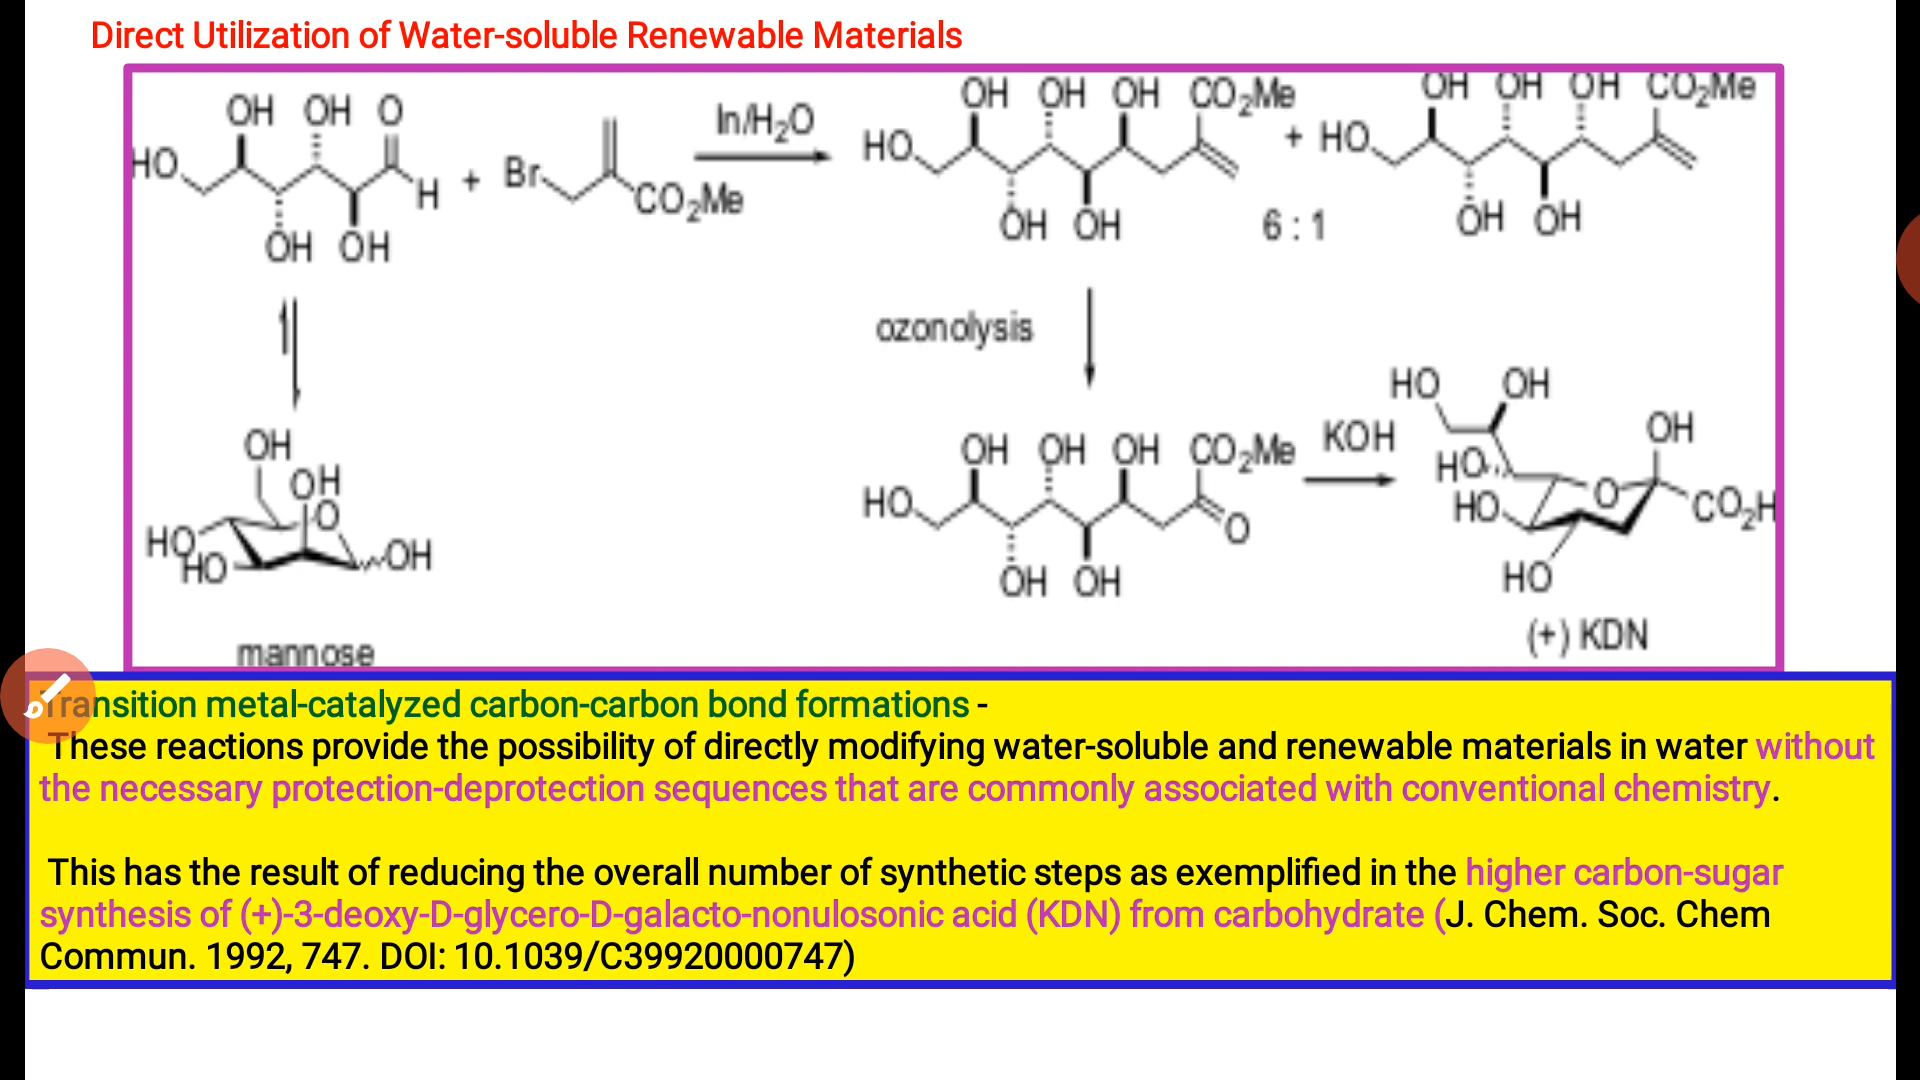 Direct Utilization of Water-soluble Renewable Materials
OH OH O
HO
H
OH OH
+
Br
CO₂Me
In/H₂O
OH OH OH CO₂Me
HO
OH OH
+
6 : 1
OH OH OH CO₂Me
HO
OH OH
ozonolysis
OH
OH
O
HO
HO
OH
mannose
OH OH OH CO₂Me
HO
O
OH OH
KOH
HO OH
OH
HO
O
HO
CO₂H
HO
(+) KDN
Transition metal-catalyzed carbon-carbon bond formations -
These reactions provide the possibility of directly modifying water-soluble and renewable materials in water without
the necessary protection-deprotection sequences that are commonly associated with conventional chemistry.
This has the result of reducing the overall number of synthetic steps as exemplified in the higher carbon-sugar
synthesis of (+)-3-deoxy-D-glycero-D-galacto-nonulosonic acid (KDN) from carbohydrate (J. Chem. Soc. Chem
Commun. 1992, 747. DOI: 10.1039/C39920000747)